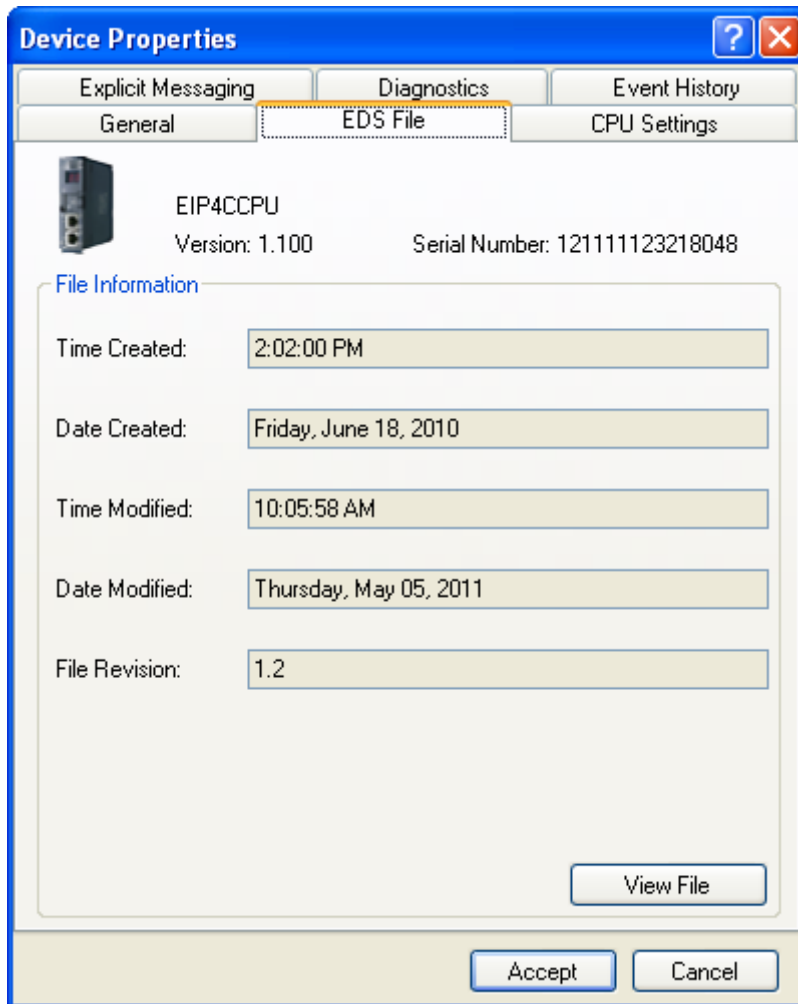 Device Properties
Explicit Messaging Diagnostics Event History
General EDS File CPU Settings
EIP4CCPU
Version: 1.100 Serial Number: 121111123218048
File Information
Time Created: 2:02:00 PM
Date Created: Friday, June 18, 2010
Time Modified: 10:05:58 AM
Date Modified: Thursday, May 05, 2011
File Revision: 1.2
View File
Accept Cancel